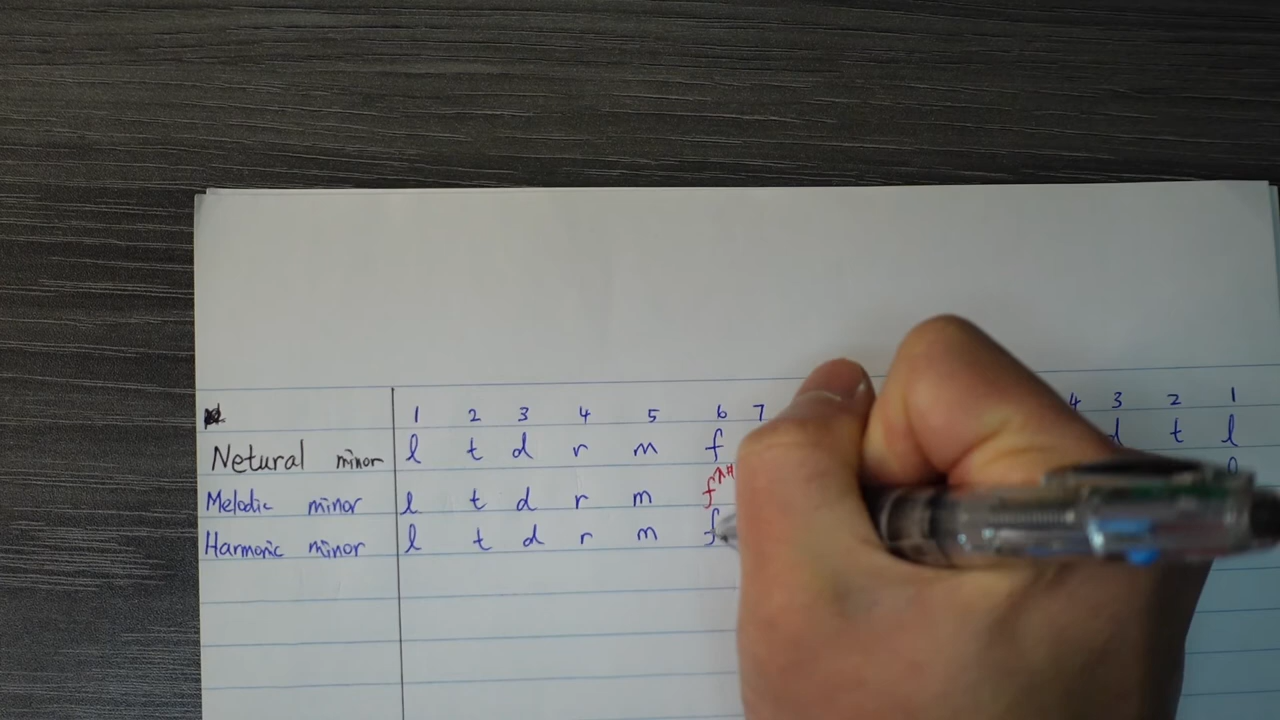 1 2 3 4 5 6 7 4 3 2 1
Netural minor l t d r m f d t l
Melodic minor l t d r m f
Harmonic minor l t d r m f